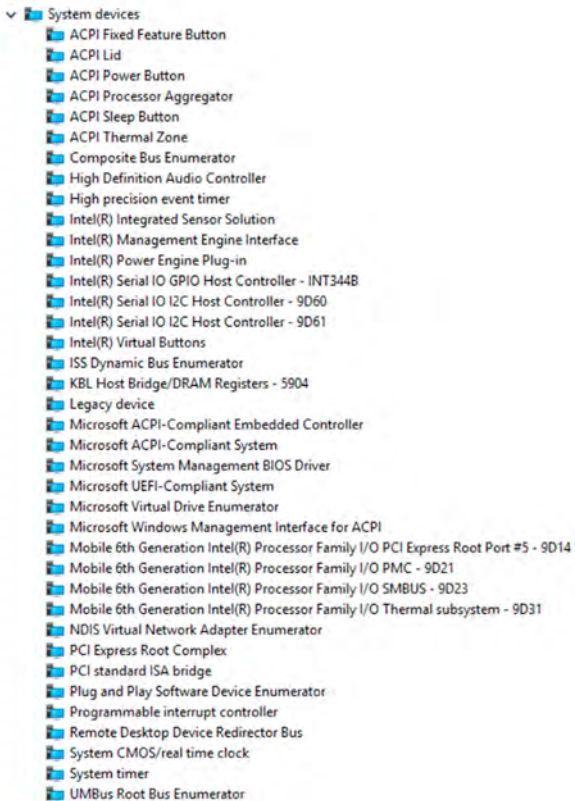 System devices
ACPI Fixed Feature Button
ACPI Lid
ACPI Power Button
ACPI Processor Aggregator
ACPI Sleep Button
ACPI Thermal Zone
Composite Bus Enumerator
High Definition Audio Controller
High precision event timer
Intel(R) Integrated Sensor Solution
Intel(R) Management Engine Interface
Intel(R) Power Engine Plug-in
Intel(R) Serial IO GPIO Host Controller - INT344B
Intel(R) Serial IO I2C Host Controller - 9D60
Intel(R) Serial IO I2C Host Controller - 9D61
Intel(R) Virtual Buttons
ISS Dynamic Bus Enumerator
KBL Host Bridge/DRAM Registers - 5904
Legacy device
Microsoft ACPI-Compliant Embedded Controller
Microsoft ACPI-Compliant System
Microsoft System Management BIOS Driver
Microsoft UEFI-Compliant System
Microsoft Virtual Drive Enumerator
Microsoft Windows Management Interface for ACPI
Mobile 6th Generation Intel(R) Processor Family I/O PCI Express Root Port #5 - 9D14
Mobile 6th Generation Intel(R) Processor Family I/O PMC - 9D21
Mobile 6th Generation Intel(R) Processor Family I/O SMBUS - 9D23
Mobile 6th Generation Intel(R) Processor Family I/O Thermal subsystem - 9D31
NDIS Virtual Network Adapter Enumerator
PCI Express Root Complex
PCI standard ISA bridge
Plug and Play Software Device Enumerator
Programmable interrupt controller
Remote Desktop Device Redirector Bus
System CMOS/real time clock
System timer
UMBus Root Bus Enumerator